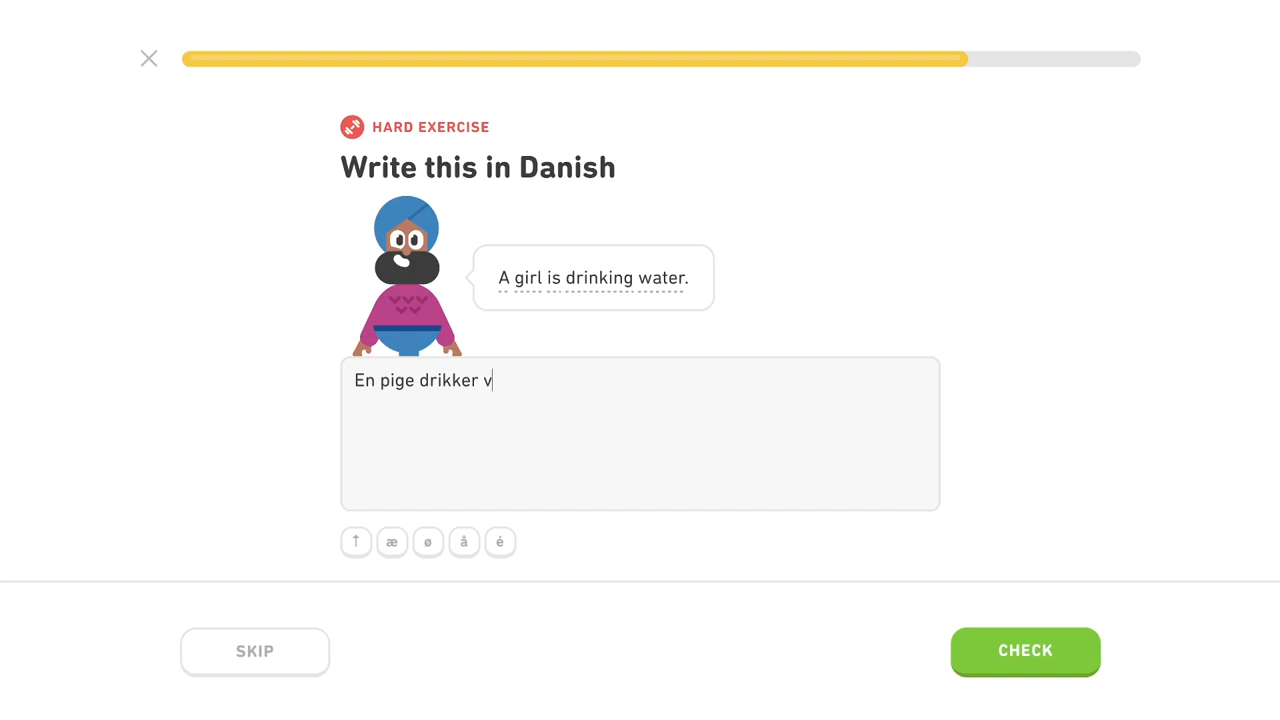 HARD EXERCISE
Write this in Danish
A girl is drinking water.
En pige drikker v
↑ æ ø å é
SKIP
CHECK